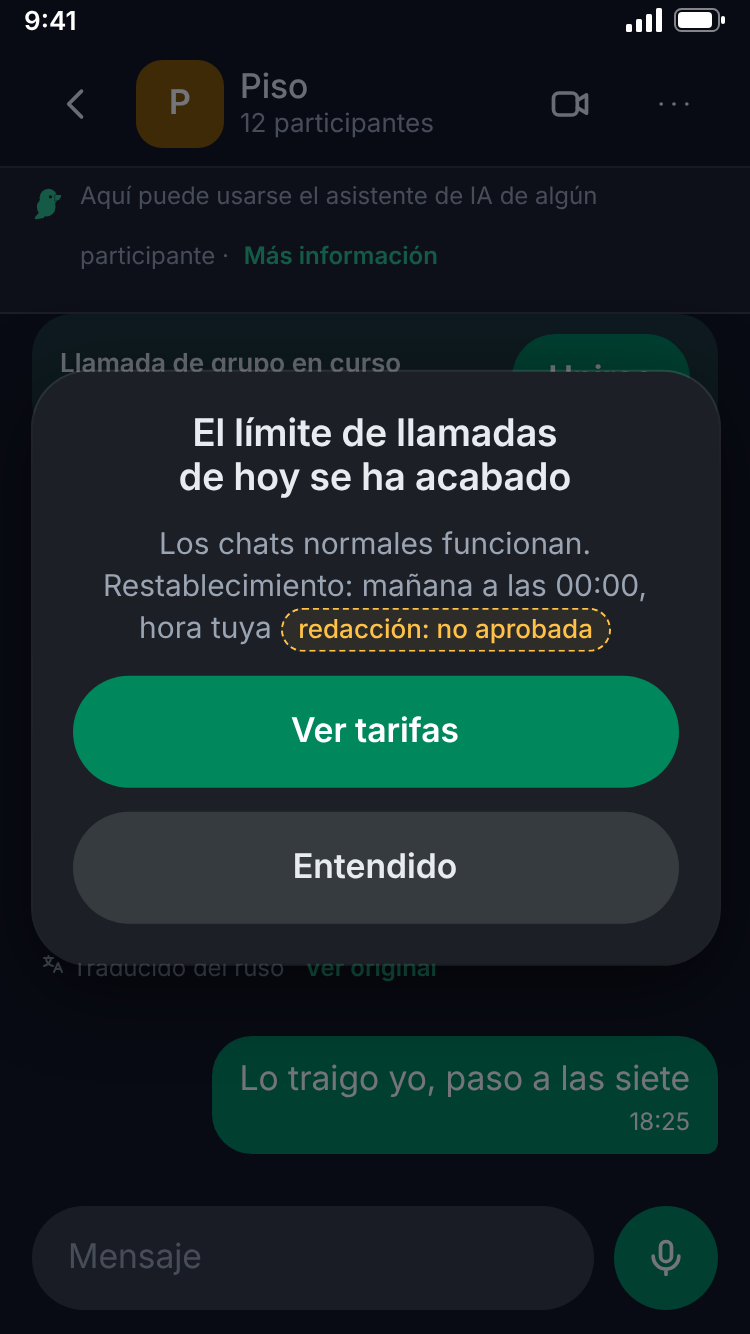 9:41
P
Piso
12 participantes
Aquí puede usarse el asistente de IA de algún
participante · Más información
Llamada de grupo en curso
El límite de llamadas
de hoy se ha acabado
Los chats normales funcionan.
Restablecimiento: mañana a las 00:00,
hora tuya redacción: no aprobada
Ver tarifas
Entendido
Traducido del ruso Ver original
Lo traigo yo, paso a las siete
18:25
Mensaje